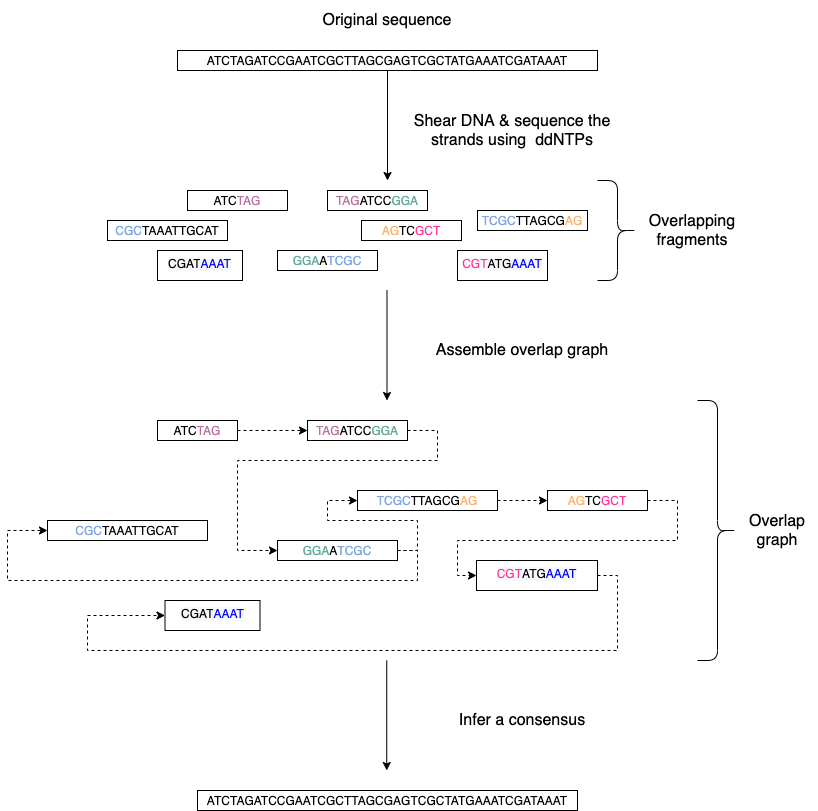 Original sequence
ATCTAGATCCGAATCGCTTAGCGAGTCGCTATGAAATCGATAAAT
Shear DNA & sequence the
strands using ddNTPs
ATCTAG
TAGATCCGGA
TCGCTTAGCGAG
CGCTAAATTGCAT
AGTCGCT
Overlapping
fragments
CGATAAAT
GGAATCGC
CGTATGAAAT
Assemble overlap graph
ATCTAG
TAGATCCGGA
TCGCTTAGCGAG
AGTCGCT
CGCTAAATTGCAT
Overlap
graph
GGAATCGC
CGTATGAAAT
CGATAAAT
Infer a consensus
ATCTAGATCCGAATCGCTTAGCGAGTCGCTATGAAATCGATAAAT